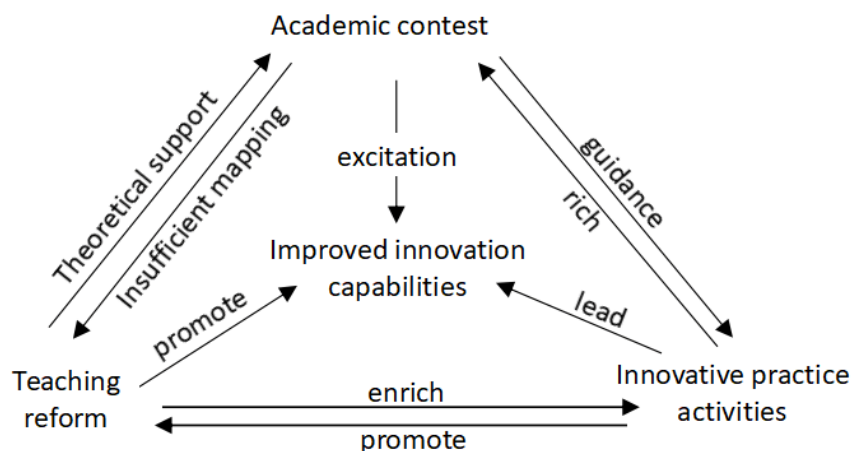 Academic contest
Theoretical support
Insufficient mapping
excitation
guidance
rich
Improved innovation
capabilities
promote
lead
Teaching
reform
enrich
promote
Innovative practice
activities